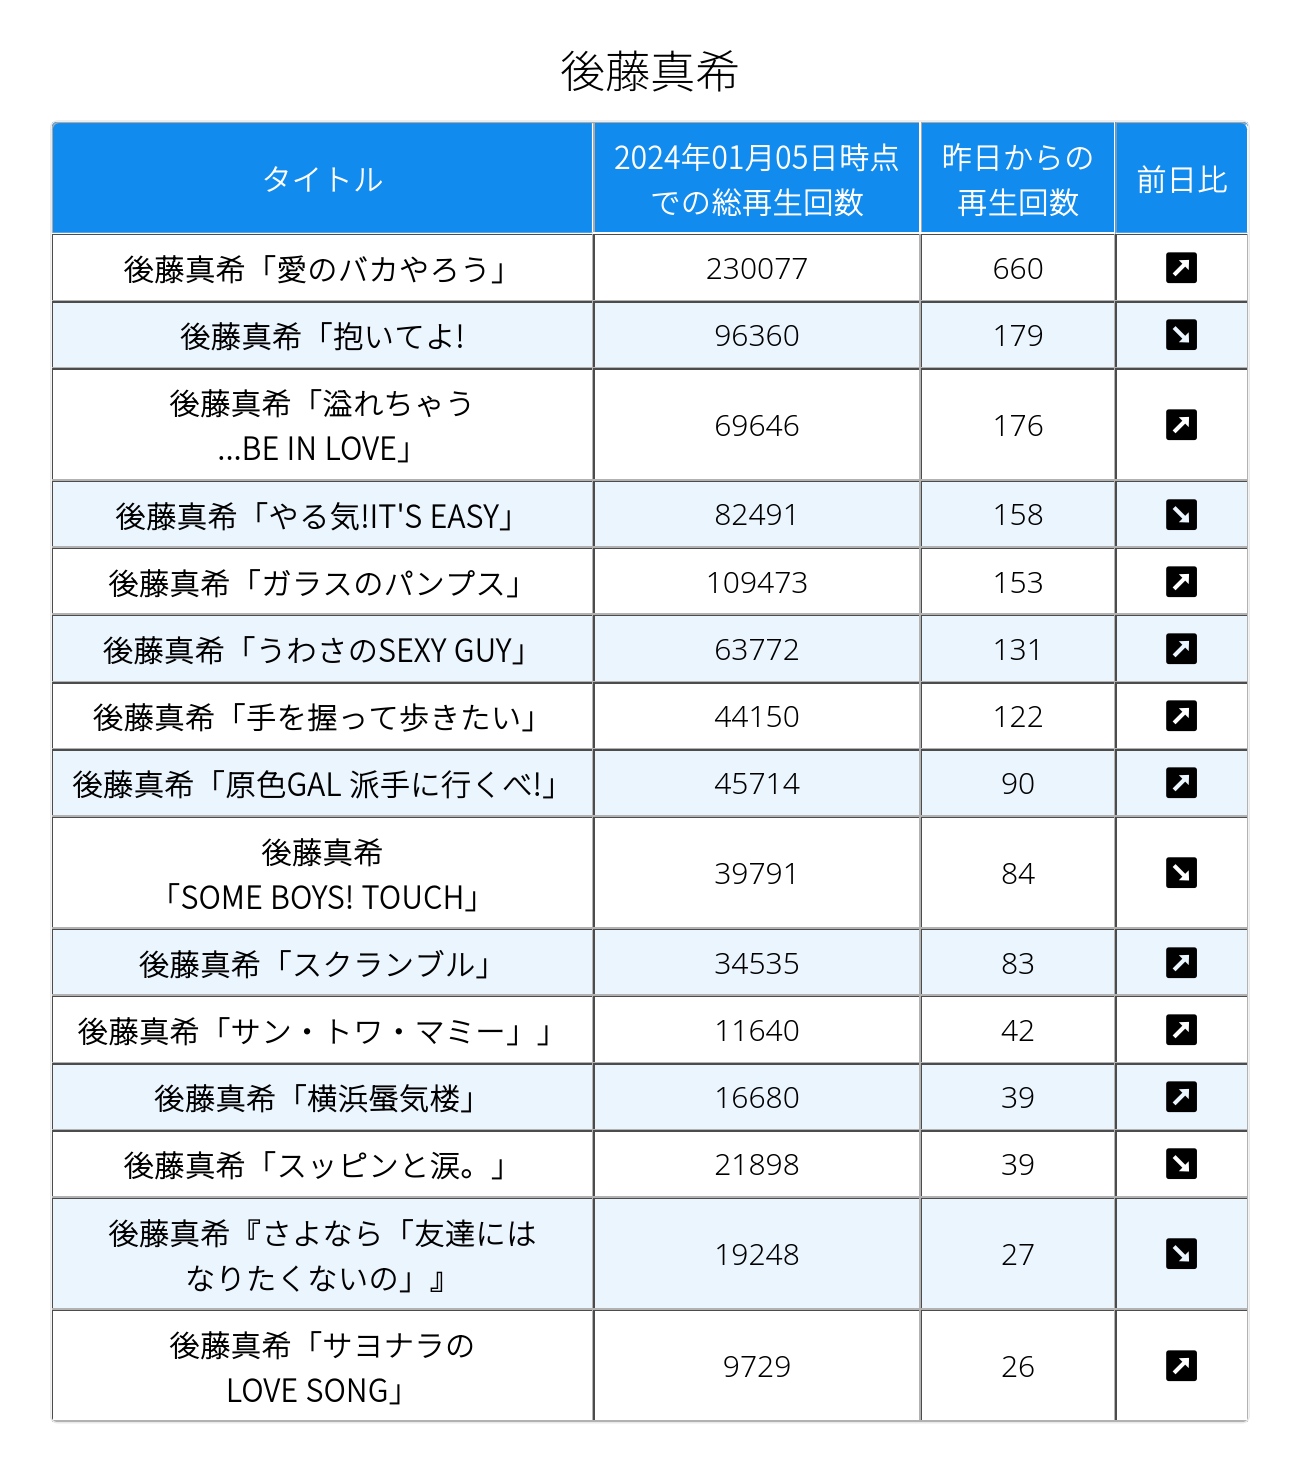 後藤真希
タイトル
2024年01月05日時点
での総再生回数
昨日からの
再生回数
前日比
後藤真希「愛のバカやろう」 230077 660
後藤真希「抱いてよ! 96360 179
後藤真希「溢れちゃう
...BE IN LOVE」
69646 176
後藤真希「やる気!IT'S EASY」 82491 158
後藤真希「ガラスのパンプス」 109473 153
後藤真希「うわさのSEXY GUY」 63772 131
後藤真希「手を握って歩きたい」 44150 122
後藤真希「原色GAL 派手に行くべ!」 45714 90
後藤真希
「SOME BOYS! TOUCH」
39791 84
後藤真希「スクランブル」 34535 83
後藤真希「サン・トワ・マミー」」 11640 42
後藤真希「横浜蜃気楼」 16680 39
後藤真希「スッピンと涙。」 21898 39
後藤真希『さよなら「友達には
なりたくないの」』
19248 27
後藤真希「サヨナラの
LOVE SONG」
9729 26